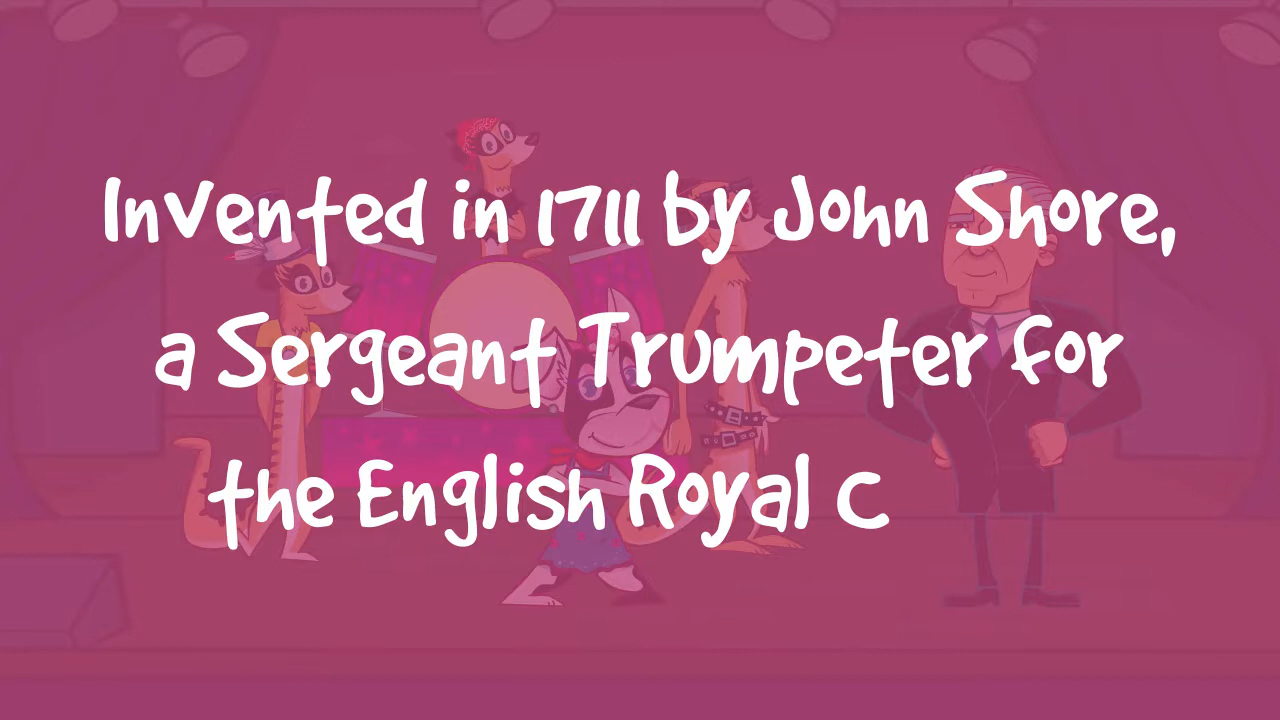 Invented in 1711 by John Shore,
a Sergeant Trumpeter for
the English Royal C